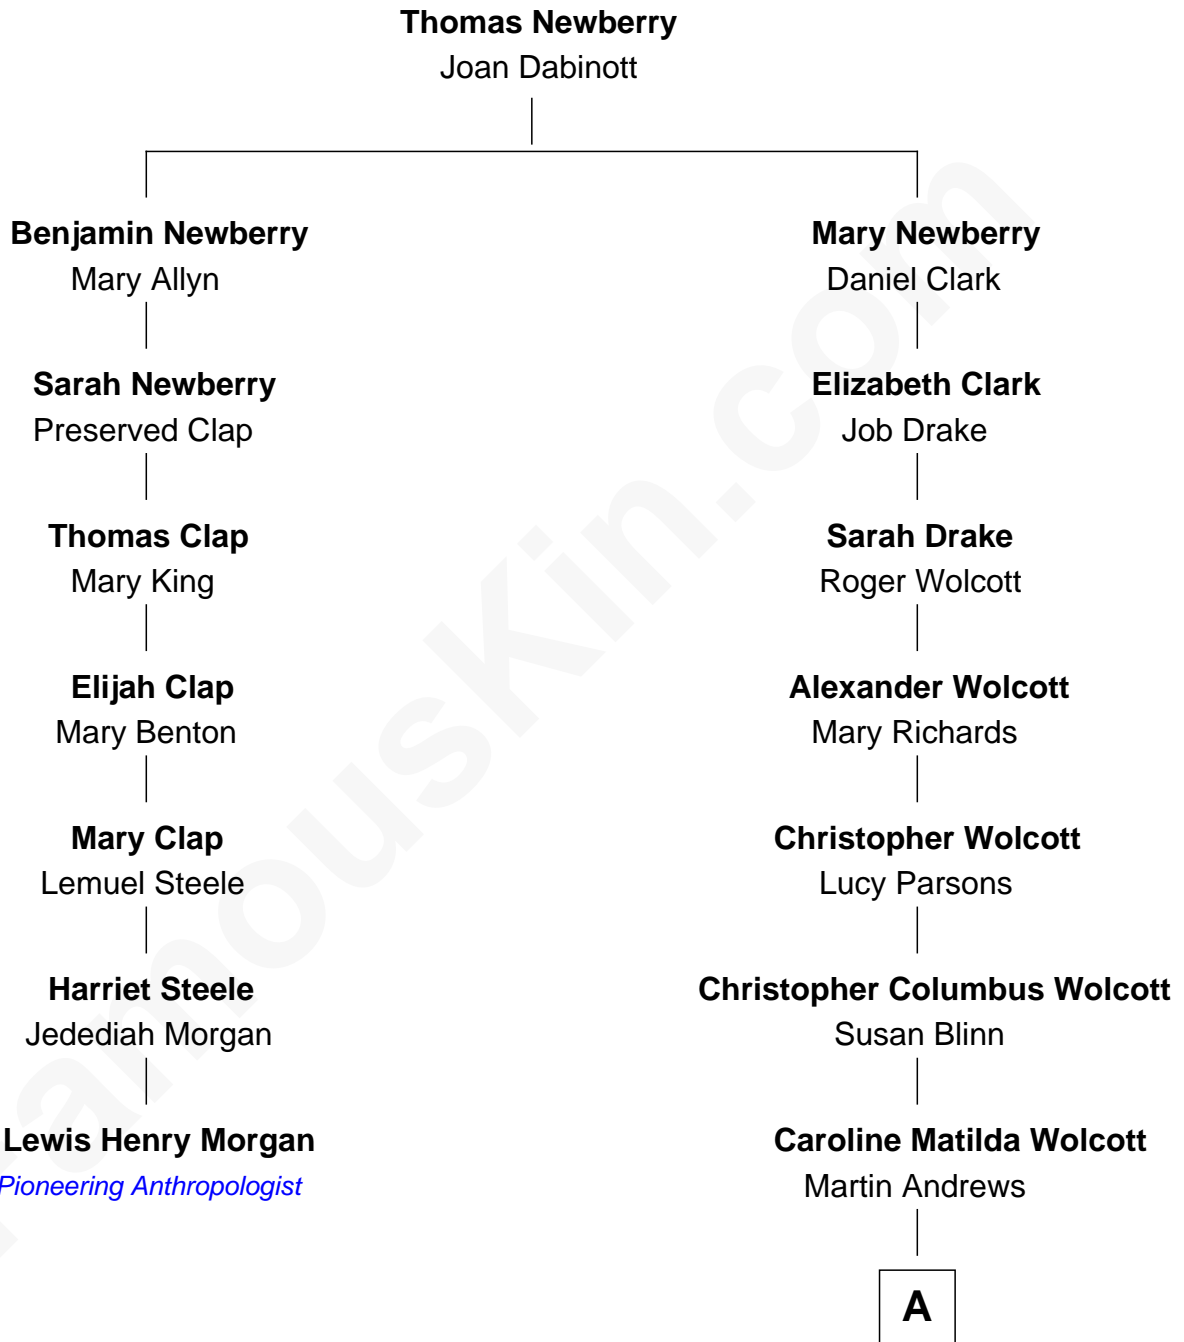 Thomas Newberry
Joan Dabinott
Benjamin Newberry
Mary Allyn
Mary Newberry
Daniel Clark
Sarah Newberry
Preserved Clap
Elizabeth Clark
Job Drake
Thomas Clap
Mary King
Sarah Drake
Roger Wolcott
Elijah Clap
Mary Benton
Alexander Wolcott
Mary Richards
Mary Clap
Lemuel Steele
Christopher Wolcott
Lucy Parsons
Harriet Steele
Jedediah Morgan
Christopher Columbus Wolcott
Susan Blinn
Lewis Henry Morgan
Pioneering Anthropologist
Caroline Matilda Wolcott
Martin Andrews
A
FamousKin.com